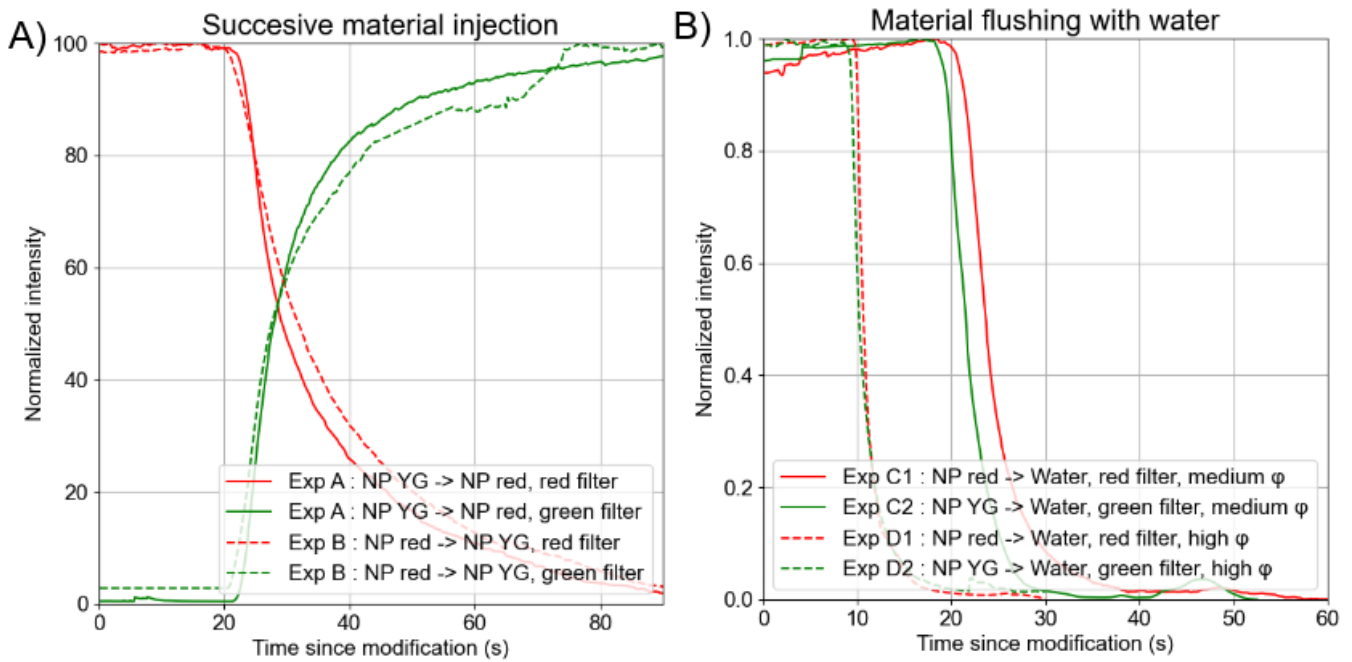 A)
Succesive material injection
100
80
60
40
20
0
Normalized intensity
0 20 40 60 80
Time since material injection (s)
Exp A : NP YG -> NP red, red filter
Exp A : NP YG -> NP red, green filter
Exp B : NP red -> NP YG, red filter
Exp B : NP red -> NP YG, green filter
B)
Material flushing with water
1.0
0.8
0.6
0.4
0.2
0.0
Normalized intensity
0 10 20 30 40 50 60
Time since modification (s)
Exp C1 : NP red -> Water, red filter, medium φ
Exp C2 : NP YG -> Water, green filter, medium φ
Exp D1 : NP red -> Water, red filter, high φ
Exp D2 : NP YG -> Water, green filter, high φ